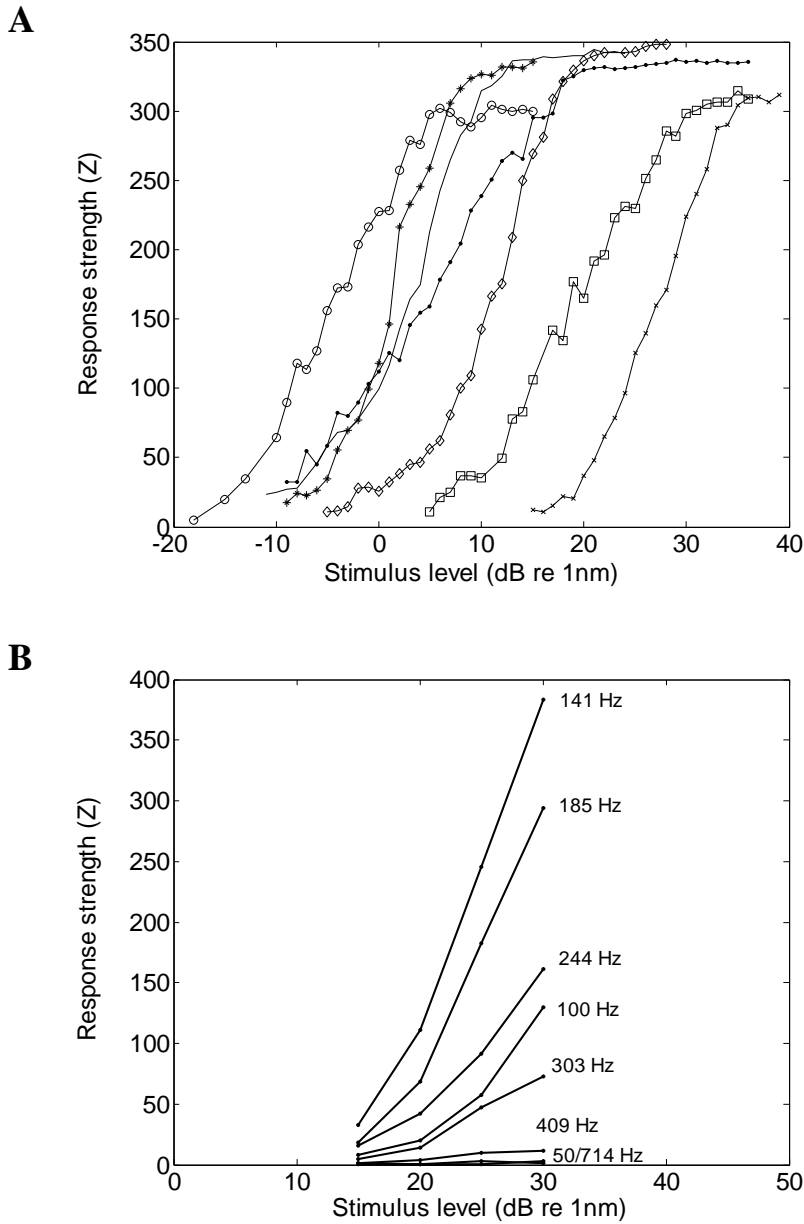 A
350
300
250
200
150
100
50
0
Response strength (Z)
-20
-10
0
10
20
30
40
Stimulus level (dB re 1nm)
B
400
350
300
250
200
150
100
50
0
Response strength (Z)
141 Hz
185 Hz
244 Hz
100 Hz
303 Hz
409 Hz
50/714 Hz
0
10
20
30
40
50
Stimulus level (dB re 1nm)